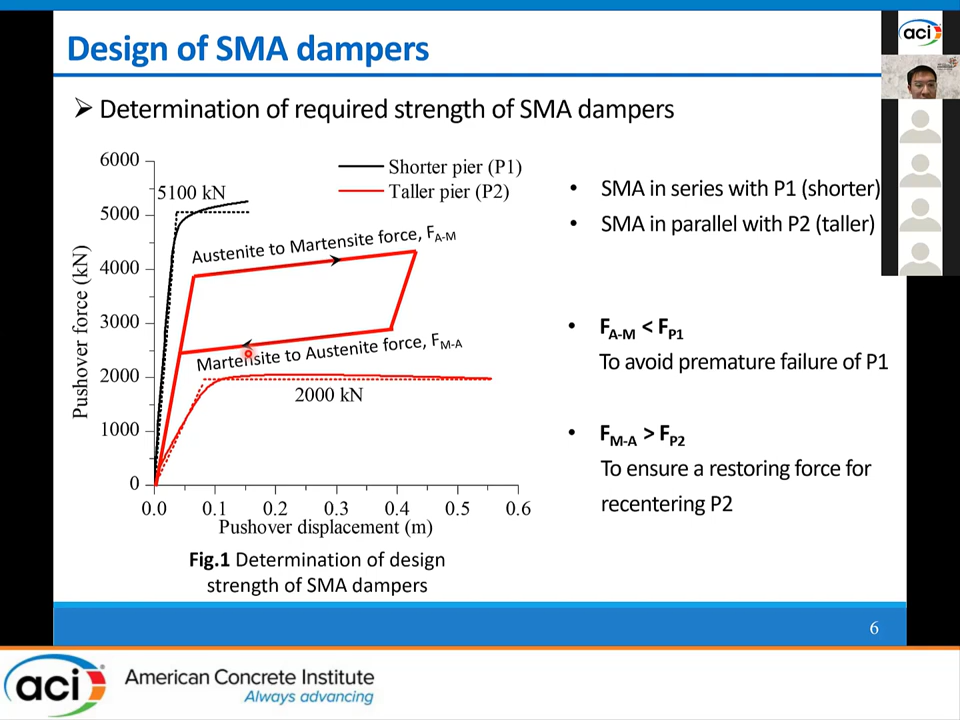 Design of SMA dampers
aci
➢ Determination of required strength of SMA dampers
6000
5000
4000
3000
2000
1000
0
Pushover force (kN)
5100 kN
Shorter pier (P1)
Taller pier (P2)
Austenite to Martensite force, FA-M
Martensite to Austenite force, FM-A
2000 kN
0.0 0.1 0.2 0.3 0.4 0.5 0.6
Pushover displacement (m)
Fig.1 Determination of design
strength of SMA dampers
• SMA in series with P1 (shorter)
• SMA in parallel with P2 (taller)
• FA-M < FP1
To avoid premature failure of P1
• FM-A > FP2
To ensure a restoring force for
recentering P2
6
aci
American Concrete Institute
Always advancing